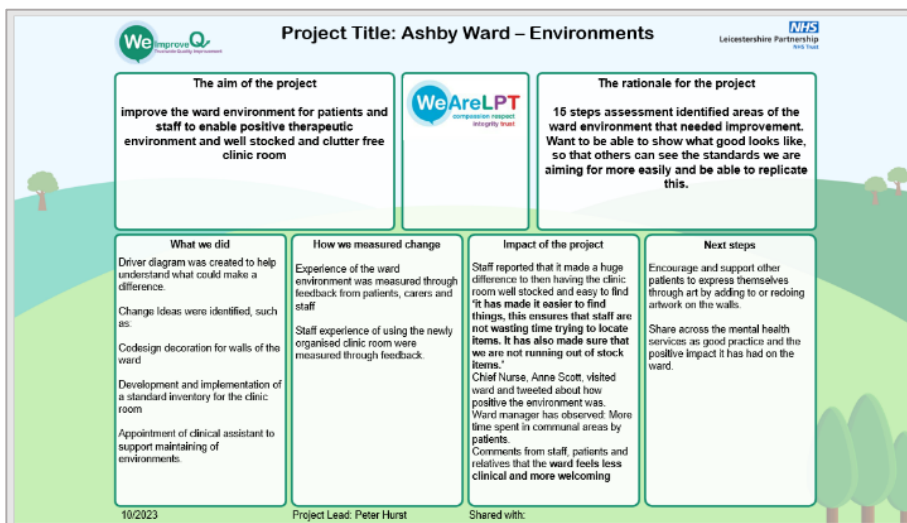 We ImproveQ
Trustwide Quality Improvement
Project Title: Ashby Ward – Environments
NHS
Leicestershire Partnership
NHS Trust
The aim of the project
improve the ward environment for patients and
staff to enable positive therapeutic
environment and well stocked and clutter free
clinic room
WeAreLPT
compassion respect
integrity trust
The rationale for the project
15 steps assessment identified areas of the
ward environment that needed improvement.
Want to be able to show what good looks like,
so that others can see the standards we are
aiming for more easily and be able to replicate
this.
What we did
Driver diagram was created to help
understand what could make a
difference.
Change Ideas were identified, such
as:
Codesign decoration for walls of the
ward
Development and implementation of
a standard inventory for the clinic
room
Appointment of clinical assistant to
support maintaining of
environments.
How we measured change
Experience of the ward
environment was measured through
feedback from patients, carers and
staff
Staff experience of using the newly
organised clinic room were
measured through feedback.
Impact of the project
Staff reported that it made a huge
difference to then having the clinic
room well stocked and easy to find
'it has made it easier to find
things, this ensures that staff are
not wasting time trying to locate
items. It has also made sure that
we are not running out of stock
items.'
Chief Nurse, Anne Scott, visited
ward and tweeted about how
positive the environment was.
Ward manager has observed: More
time spent in communal areas by
patients.
Comments from staff, patients and
relatives that the ward feels less
clinical and more welcoming
Next steps
Encourage and support other
patients to express themselves
through art by adding to or redoing
artwork on the walls.
Share across the mental health
services as good practice and the
positive impact it has had on the
ward.
10/2023
Project Lead: Peter Hurst
Shared with: